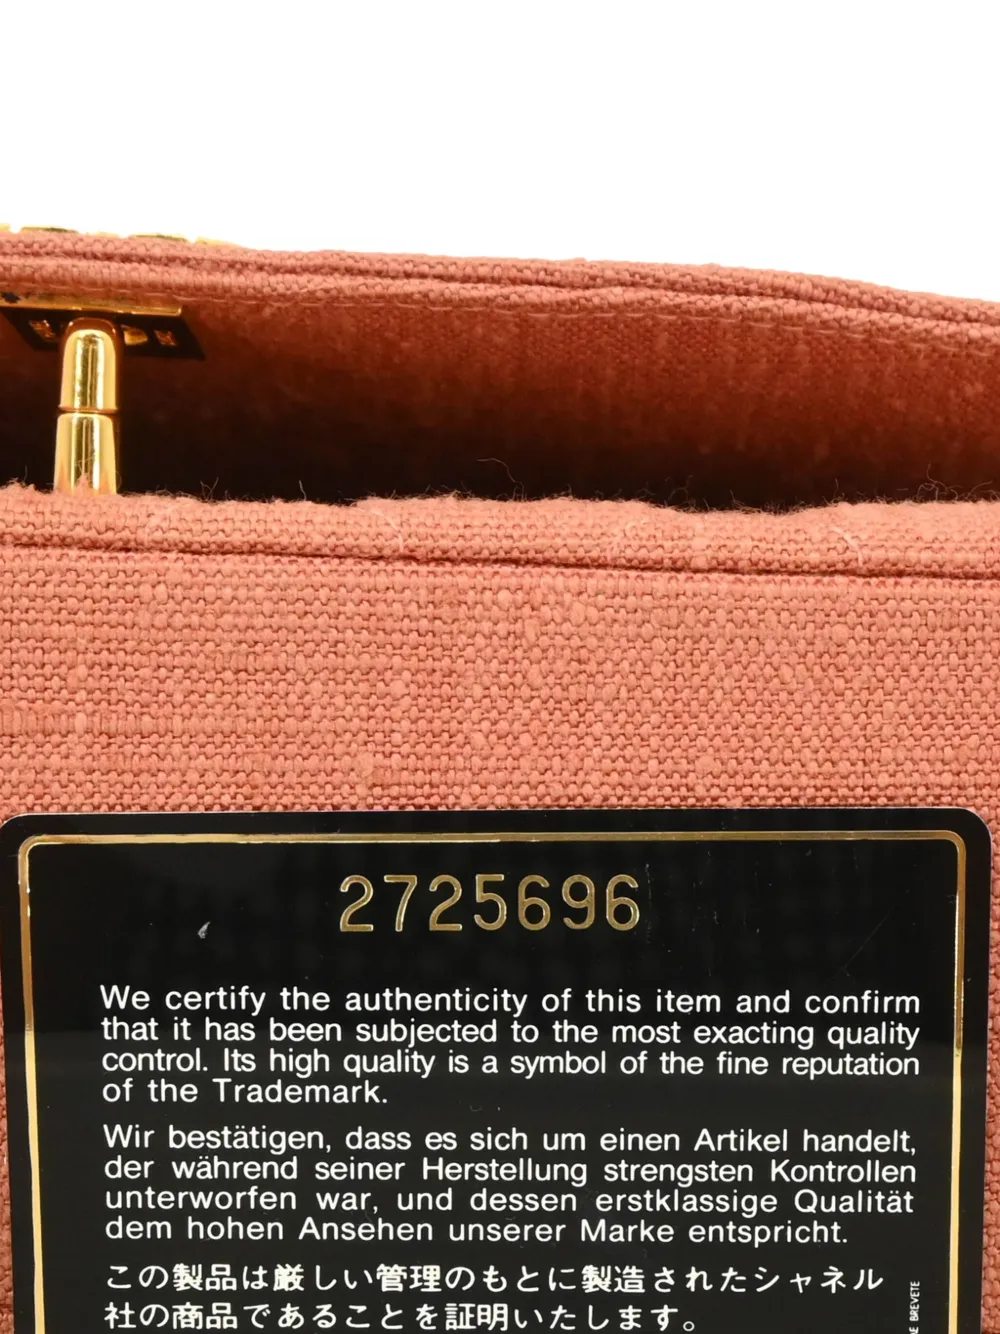 2725696
We certify the authenticity of this item and confirm
that it has been subjected to the most exacting quality
control. Its high quality is a symbol of the fine reputation
of the Trademark.
Wir bestätigen, dass es sich um einen Artikel handelt,
der während seiner Herstellung strengsten Kontrollen
unterworfen war, und dessen erstklassige Qualität
dem hohen Ansehen unserer Marke entspricht.
この製品は厳しい管理のもとに製造されたシャネル
社の商品であることを証明いたします。
BREVETE